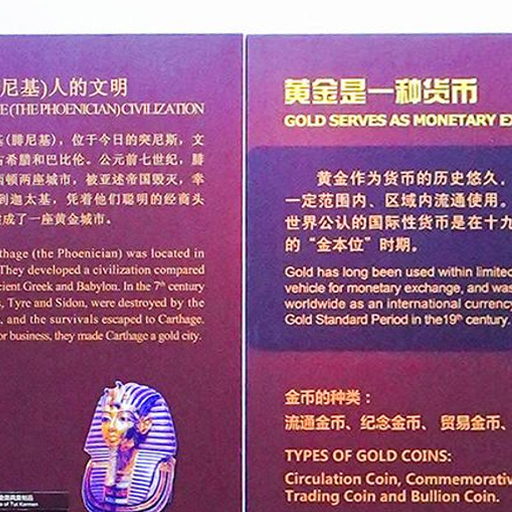 尼基)人的文明
E (THE PHOENICIAN) CIVILIZATION
基(腓尼基)，位于今日的突尼斯，文
古希腊和巴比伦。公元前七世纪，腓
西顿两座城市，被亚述帝国毁灭，幸
到迦太基，凭着他们聪明的经商头
造成了一座黄金城市。
thage (the Phoenician) was located in
They developed a civilization compared
cient Greek and Babylon. In the 7th century
s, Tyre and Sidon, were destroyed by the
, and the survivals escaped to Carthage.
or business, they made Carthage a gold city.
黄金是一种货币
GOLD SERVES AS MONETARY EX
黄金作为货币的历史悠久，
一定范围内、区域内流通使用。
世界公认的国际性货币是在十九
的“金本位”时期。
Gold has long been used within limited
vehicle for monetary exchange, and was
worldwide as an international currency
Gold Standard Period in the19th century.
金币的种类：
流通金币、纪念金币、贸易金币、
TYPES OF GOLD COINS:
Circulation Coin, Commemorativ
Trading Coin and Bullion Coin.
of Tut Kanmen